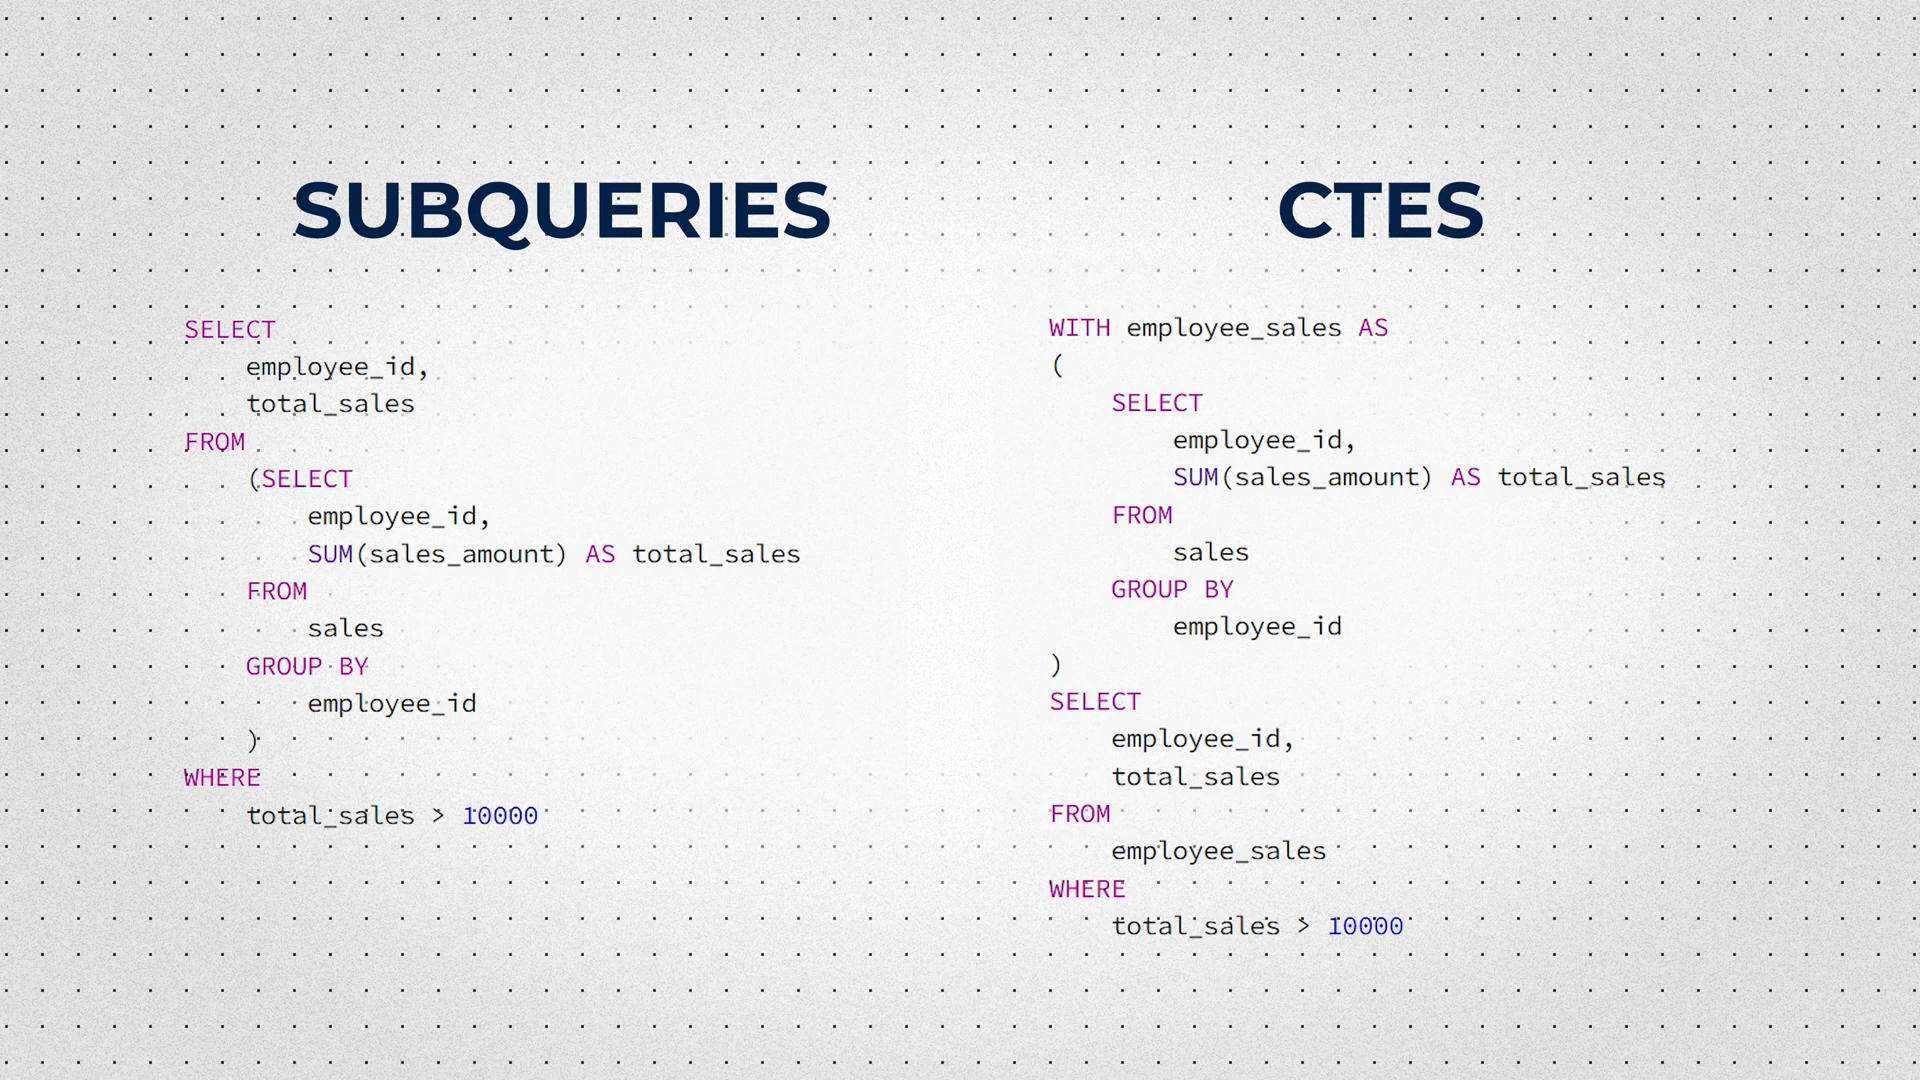 SUBQUERIES
SELECT
employee_id,
total_sales
FROM
(SELECT
employee_id,
SUM(sales_amount) AS total_sales
FROM
sales
GROUP BY
employee_id
)
WHERE
total_sales > 10000
CTES
WITH employee_sales AS
(
SELECT
employee_id,
SUM(sales_amount) AS total_sales
FROM
sales
GROUP BY
employee_id
)
SELECT
employee_id,
total_sales
FROM
employee_sales
WHERE
total_sales > 10000